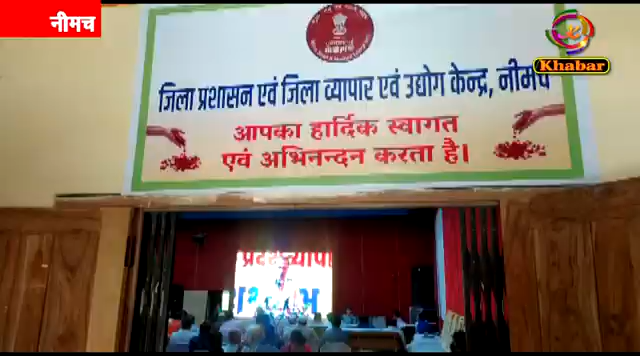 नीमच
Khabar
जिला प्रशासन एवं जिला व्यापार एवं उद्योग केन्द्र, नीमच
आपका हार्दिक स्वागत
एवं अभिनन्दन करता है।